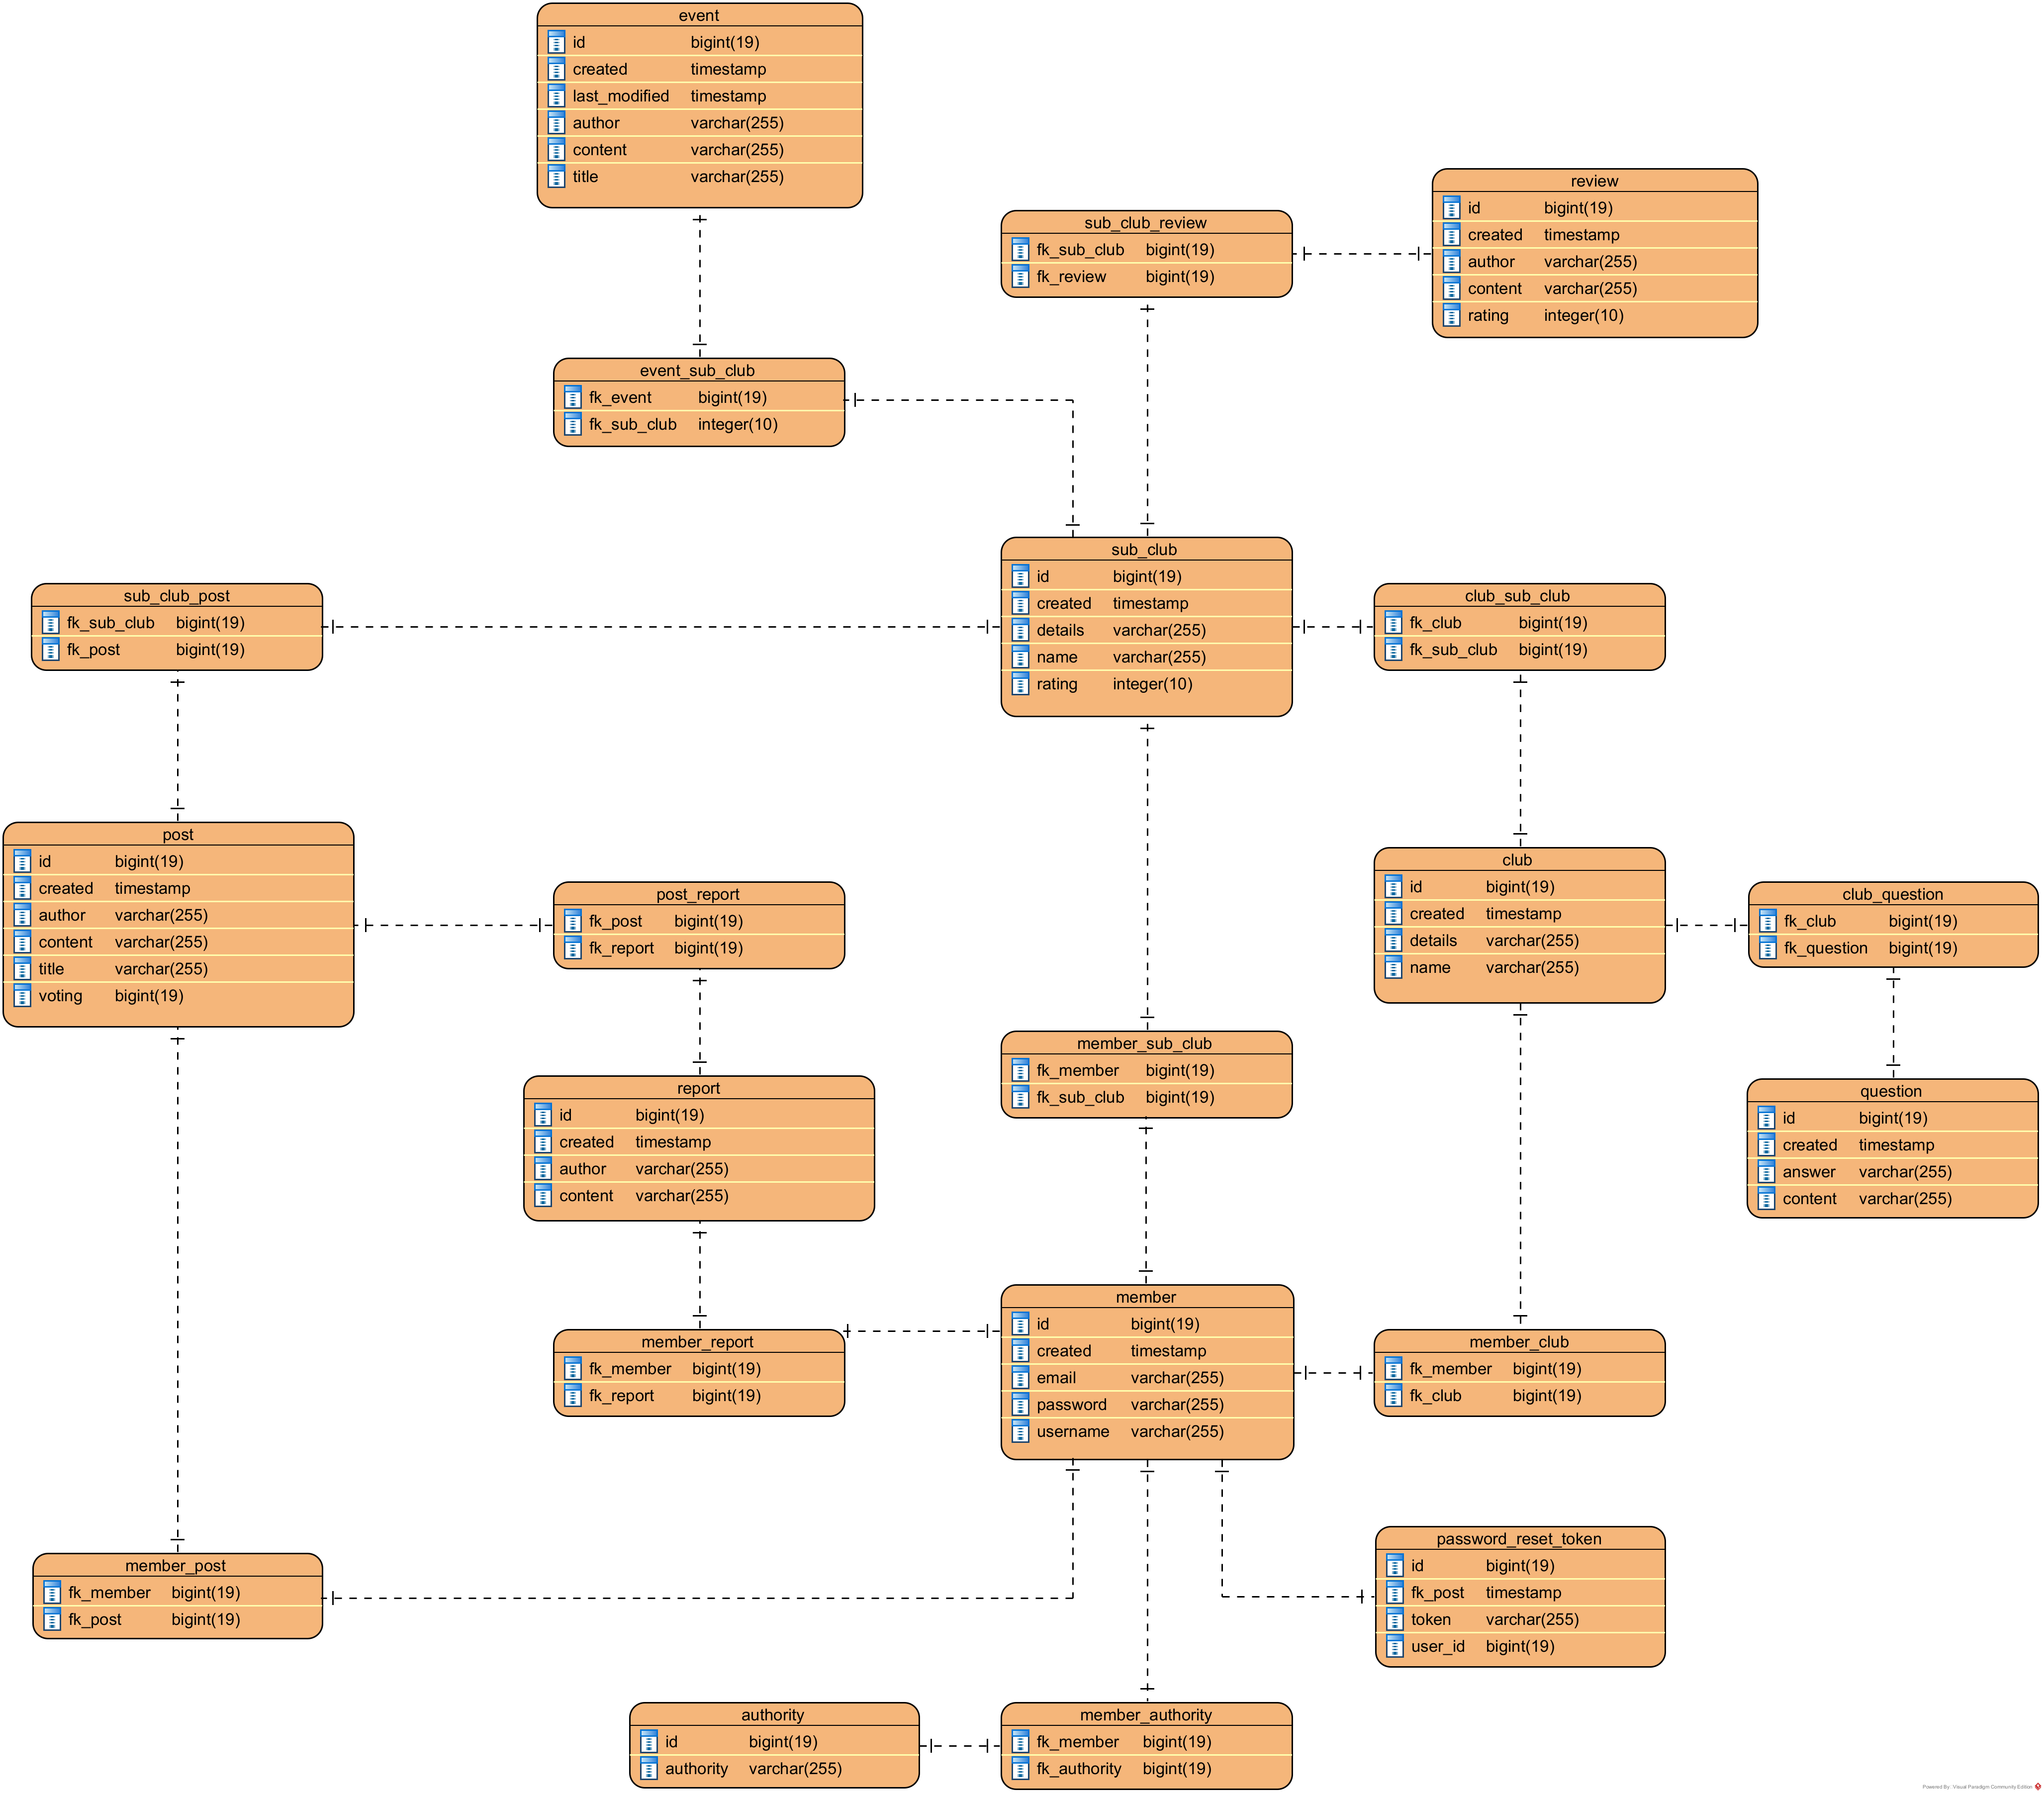 event
id bigint(19)
created timestamp
last_modified timestamp
author varchar(255)
content varchar(255)
title varchar(255)
review
id bigint(19)
created timestamp
author varchar(255)
content varchar(255)
rating integer(10)
sub_club_review
fk_sub_club bigint(19)
fk_review bigint(19)
event_sub_club
fk_event bigint(19)
fk_sub_club integer(10)
sub_club
id bigint(19)
created timestamp
details varchar(255)
name varchar(255)
rating integer(10)
sub_club_post
fk_sub_club bigint(19)
fk_post bigint(19)
club_sub_club
fk_club bigint(19)
fk_sub_club bigint(19)
post
id bigint(19)
created timestamp
author varchar(255)
content varchar(255)
title varchar(255)
voting bigint(19)
post_report
fk_post bigint(19)
fk_report bigint(19)
club
id bigint(19)
created timestamp
details varchar(255)
name varchar(255)
club_question
fk_club bigint(19)
fk_question bigint(19)
member_sub_club
fk_member bigint(19)
fk_sub_club bigint(19)
report
id bigint(19)
created timestamp
author varchar(255)
content varchar(255)
question
id bigint(19)
created timestamp
answer varchar(255)
content varchar(255)
member
id bigint(19)
created timestamp
email varchar(255)
password varchar(255)
username varchar(255)
member_report
fk_member bigint(19)
fk_report bigint(19)
member_club
fk_member bigint(19)
fk_club bigint(19)
member_post
fk_member bigint(19)
fk_post bigint(19)
password_reset_token
id bigint(19)
fk_post timestamp
token varchar(255)
user_id bigint(19)
authority
id bigint(19)
authority varchar(255)
member_authority
fk_member bigint(19)
fk_authority bigint(19)
Powered By: Visual Paradigm Community Edition